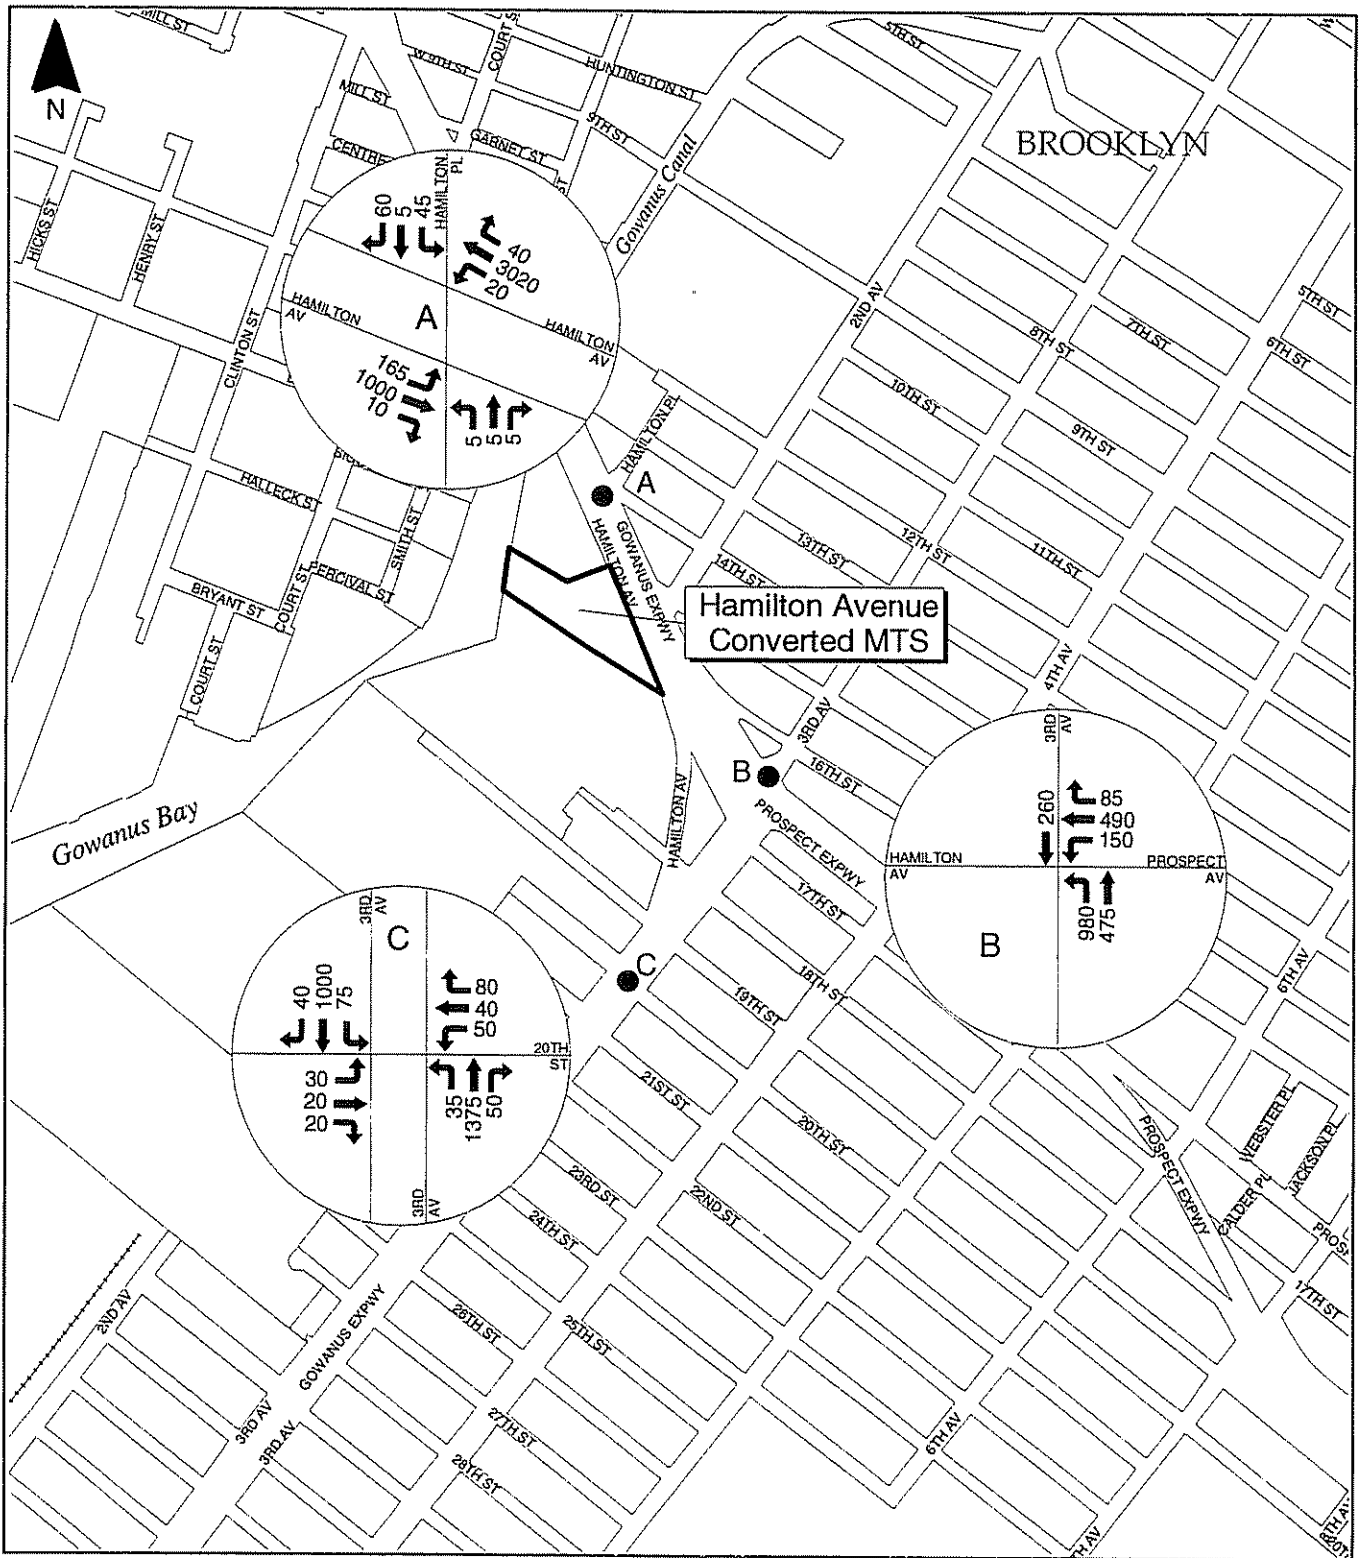 MILL ST
N
W 9TH ST
COURT S
HUNTINGTON ST
5TH ST
MILL ST
9TH ST
CENTRE
GARNET ST
ST
BROOKLYN
Gowanus Canal
HICKS ST
HENRY ST
CLINTON ST
HAMILTON
PL
60
5
45
40
3020
20
HAMILTON
AV
A
HAMILTON
AV
165
1000
10
5
5
5
2ND AV
5TH ST
6TH ST
7TH ST
8TH ST
9TH ST
10TH ST
HAMILTON PL
A
HALLECK ST
SMITH ST
PERCIVAL ST
BRYANT ST
COURT ST
COURT ST
HAMILTON AV
GOWANUS EXPWY
11TH ST
12TH ST
13TH ST
14TH ST
Hamilton Avenue
Converted MTS
4TH AV
3RD AV
B
16TH ST
PROSPECT EXPWY
HAMILTON AV
Gowanus Bay
17TH ST
3RD
AV
260
85
490
150
HAMILTON
AV
PROSPECT
AV
980
475
B
C
18TH ST
19TH ST
6TH AV
3RD
AV
C
40
1000
75
80
40
50
20TH
ST
30
20
20
35
1375
50
3RD
AV
21ST ST
20TH ST
23RD ST
22ND ST
24TH ST
WEBSTER PL
JACKSON PL
CALDER PL
PROSPECT EXPWY
PROS
17TH ST
2ND AV
GOWANUS EXPWY
26TH ST
25TH ST
3RD AV
3RD AV
27TH ST
28TH ST
6TH AV
TH AV
8TH AV
20T